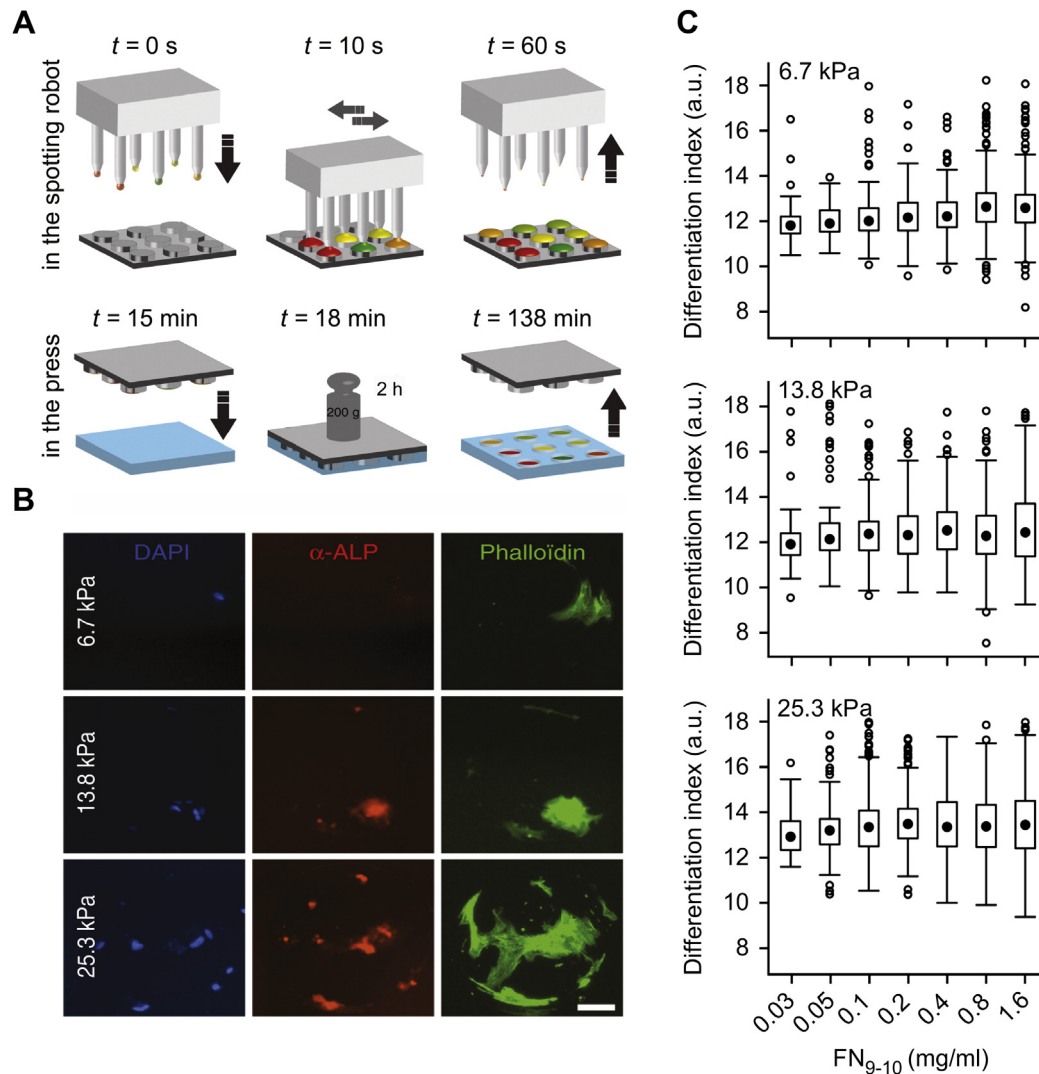 A
t = 0 s
t = 10 s
t = 60 s
in the spotting robot
t = 15 min
t = 18 min
t = 138 min
in the press
2 h
200 g
B
DAPI
α-ALP
Phalloïdin
6.7 kPa
13.8 kPa
25.3 kPa
C
Differentiation index (a.u.)
6.7 kPa
18
16
14
12
10
8
Differentiation index (a.u.)
13.8 kPa
18
16
14
12
10
8
Differentiation index (a.u.)
25.3 kPa
18
16
14
12
10
8
0.03
0.05
0.1
0.2
0.4
0.8
1.6
FN9-10 (mg/ml)